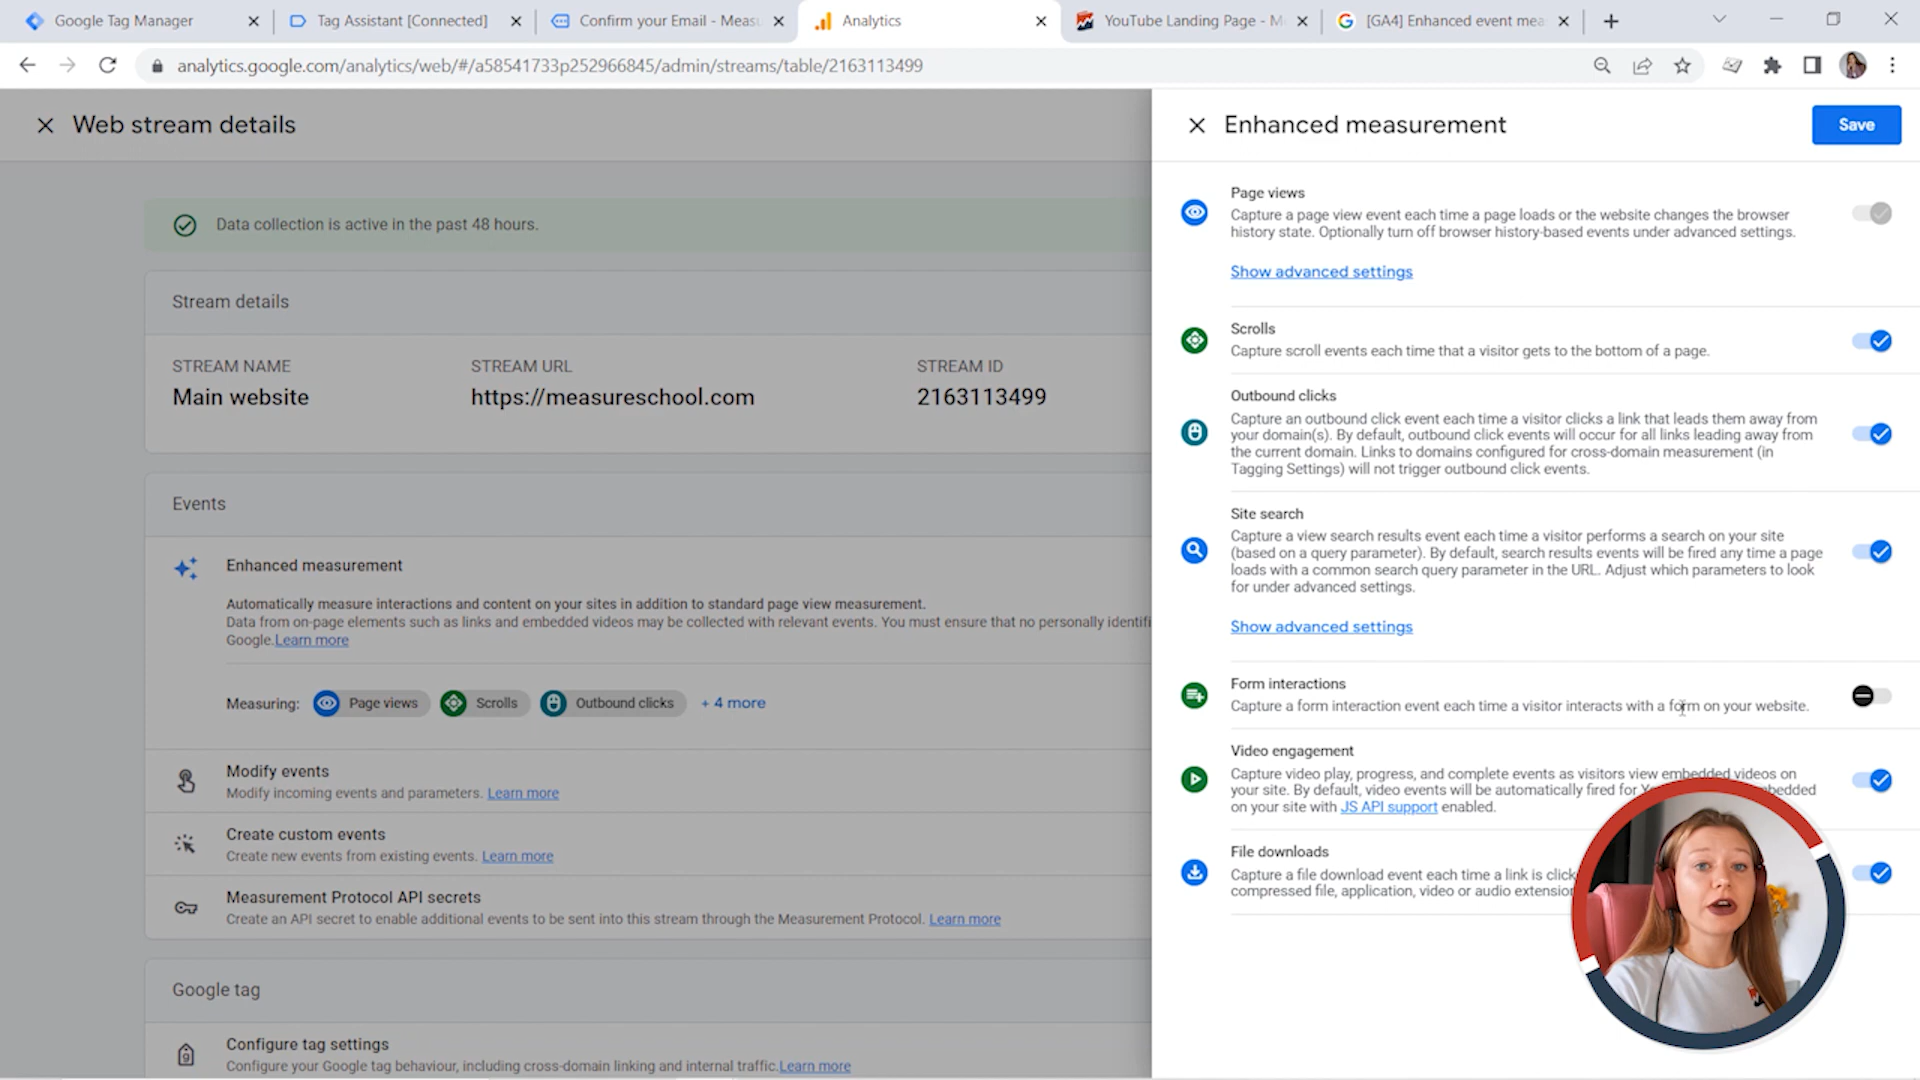 Google Tag Manager
Tag Assistant [Connected]
Confirm your Email - Measu
Analytics
YouTube Landing Page - M
[GA4] Enhanced event mea
analytics.google.com/analytics/web/#/a58541733p252966845/admin/streams/table/2163113499
Web stream details
Data collection is active in the past 48 hours.
Stream details
STREAM NAME
Main website
STREAM URL
https://measureschool.com
STREAM ID
2163113499
Events
Enhanced measurement
Automatically measure interactions and content on your sites in addition to standard page view measurement.
Data from on-page elements such as links and embedded videos may be collected with relevant events. You must ensure that no personally identifi
Google.Learn more
Measuring: Page views Scrolls Outbound clicks + 4 more
Modify events
Modify incoming events and parameters. Learn more
Create custom events
Create new events from existing events. Learn more
Measurement Protocol API secrets
Create an API secret to enable additional events to be sent into this stream through the Measurement Protocol. Learn more
Google tag
Configure tag settings
Configure your Google tag behaviour, including cross-domain linking and internal traffic.Learn more
Enhanced measurement
Save
Page views
Capture a page view event each time a page loads or the website changes the browser
history state. Optionally turn off browser history-based events under advanced settings.
Show advanced settings
Scrolls
Capture scroll events each time that a visitor gets to the bottom of a page.
Outbound clicks
Capture an outbound click event each time a visitor clicks a link that leads them away from
your domain(s). By default, outbound click events will occur for all links leading away from
the current domain. Links to domains configured for cross-domain measurement (in
Tagging Settings) will not trigger outbound click events.
Site search
Capture a view search results event each time a visitor performs a search on your site
(based on a query parameter). By default, search results events will be fired any time a page
loads with a common search query parameter in the URL. Adjust which parameters to look
for under advanced settings.
Show advanced settings
Form interactions
Capture a form interaction event each time a visitor interacts with a form on your website.
Video engagement
Capture video play, progress, and complete events as visitors view embedded videos on
your site. By default, video events will be automatically fired for Yo bedded
on your site with JS API support enabled.
File downloads
Capture a file download event each time a link is click
compressed file, application, video or audio extension